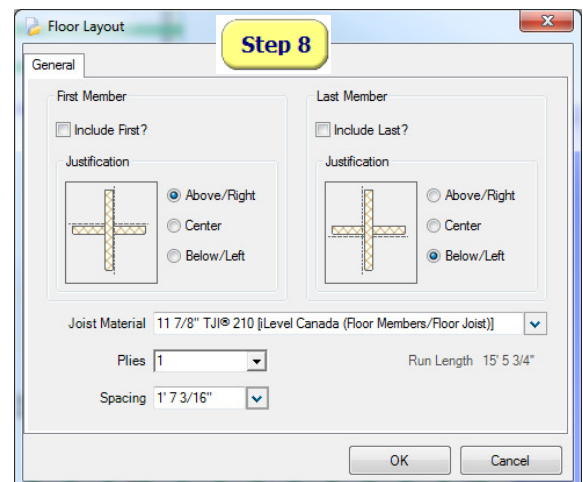 Floor Layout
Step 8
General
First Member
Include First?
Justification
Above/Right
Center
Below/Left
Last Member
Include Last?
Justification
Above/Right
Center
Below/Left
Joist Material 11 7/8" TJI® 210 [iLevel Canada (Floor Members/Floor Joist)]
Plies 1
Run Length 15' 5 3/4"
Spacing 1' 7 3/16"
OK
Cancel